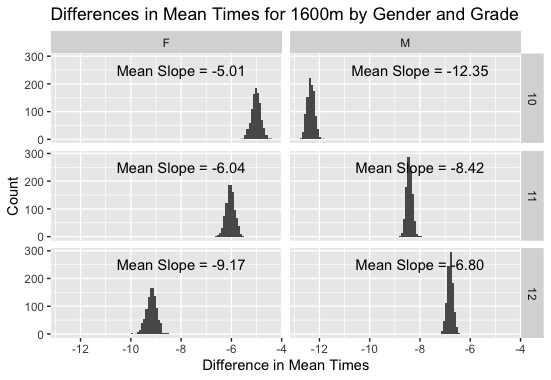 Differences in Mean Times for 1600m by Gender and Grade
F
M
Count
300
200
100
0
Mean Slope = -5.01
Mean Slope = -12.35
10
300
200
100
0
Mean Slope = -6.04
Mean Slope = -8.42
11
300
200
100
0
Mean Slope = -9.17
Mean Slope = -6.80
12
-12 -10 -8 -6 -4 -12 -10 -8 -6 -4
Difference in Mean Times